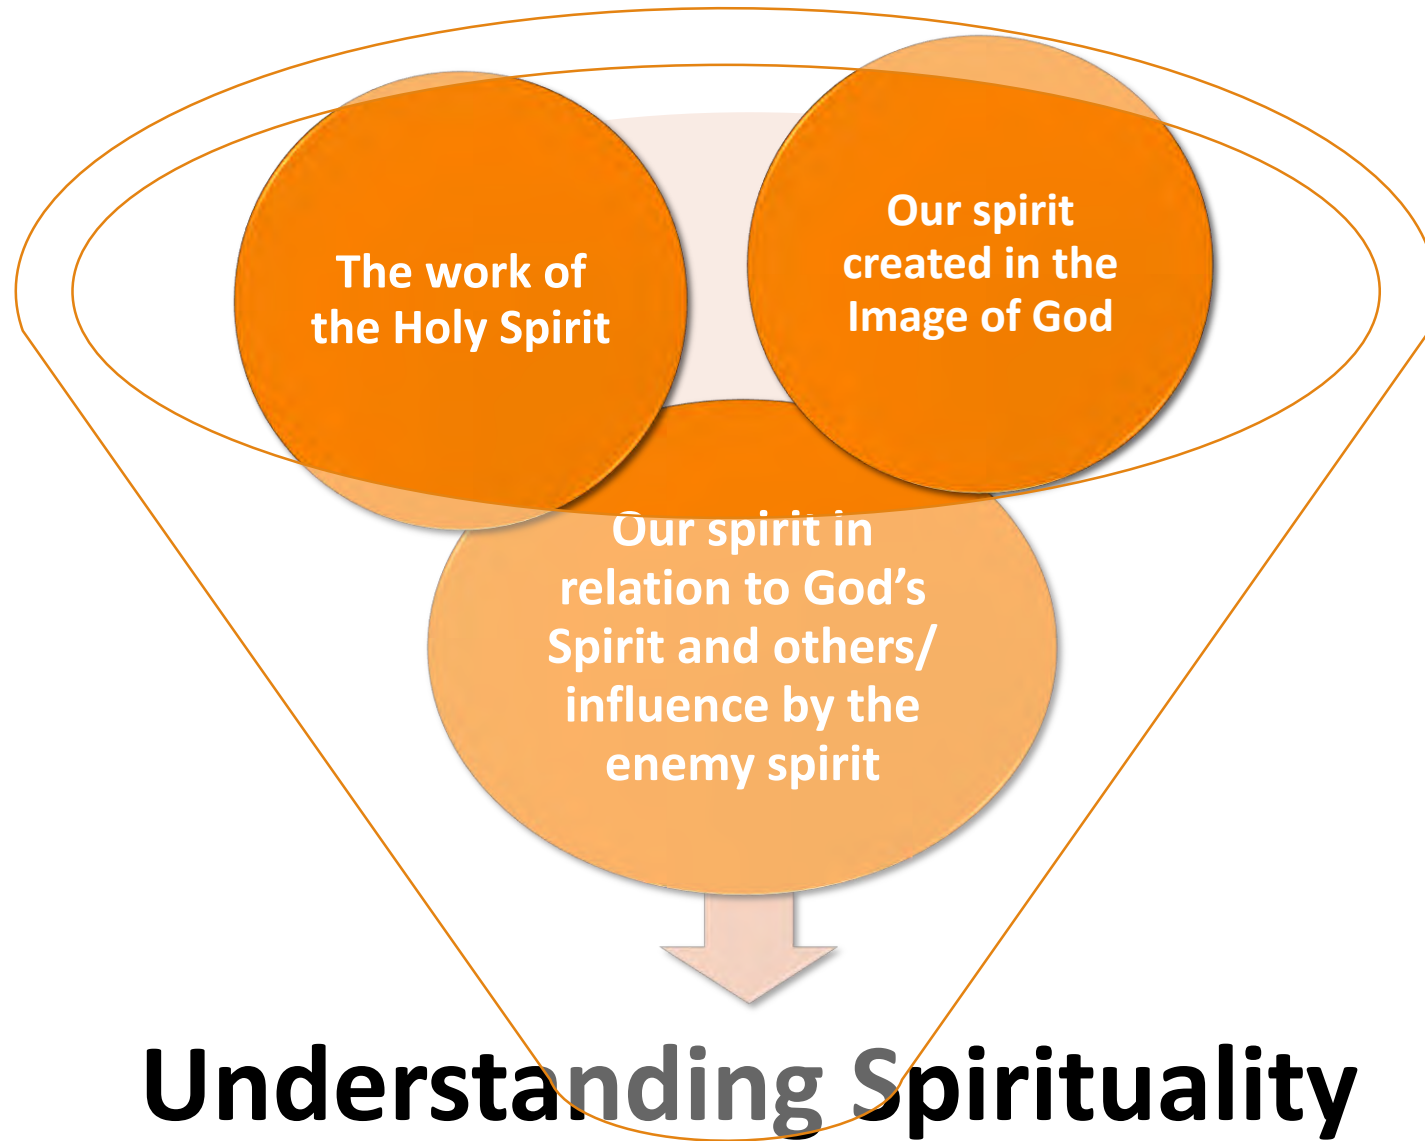 The work of
the Holy Spirit
Our spirit
created in the
Image of God
Our spirit in
relation to God’s
Spirit and others/
influence by the
enemy spirit
Understanding Spirituality